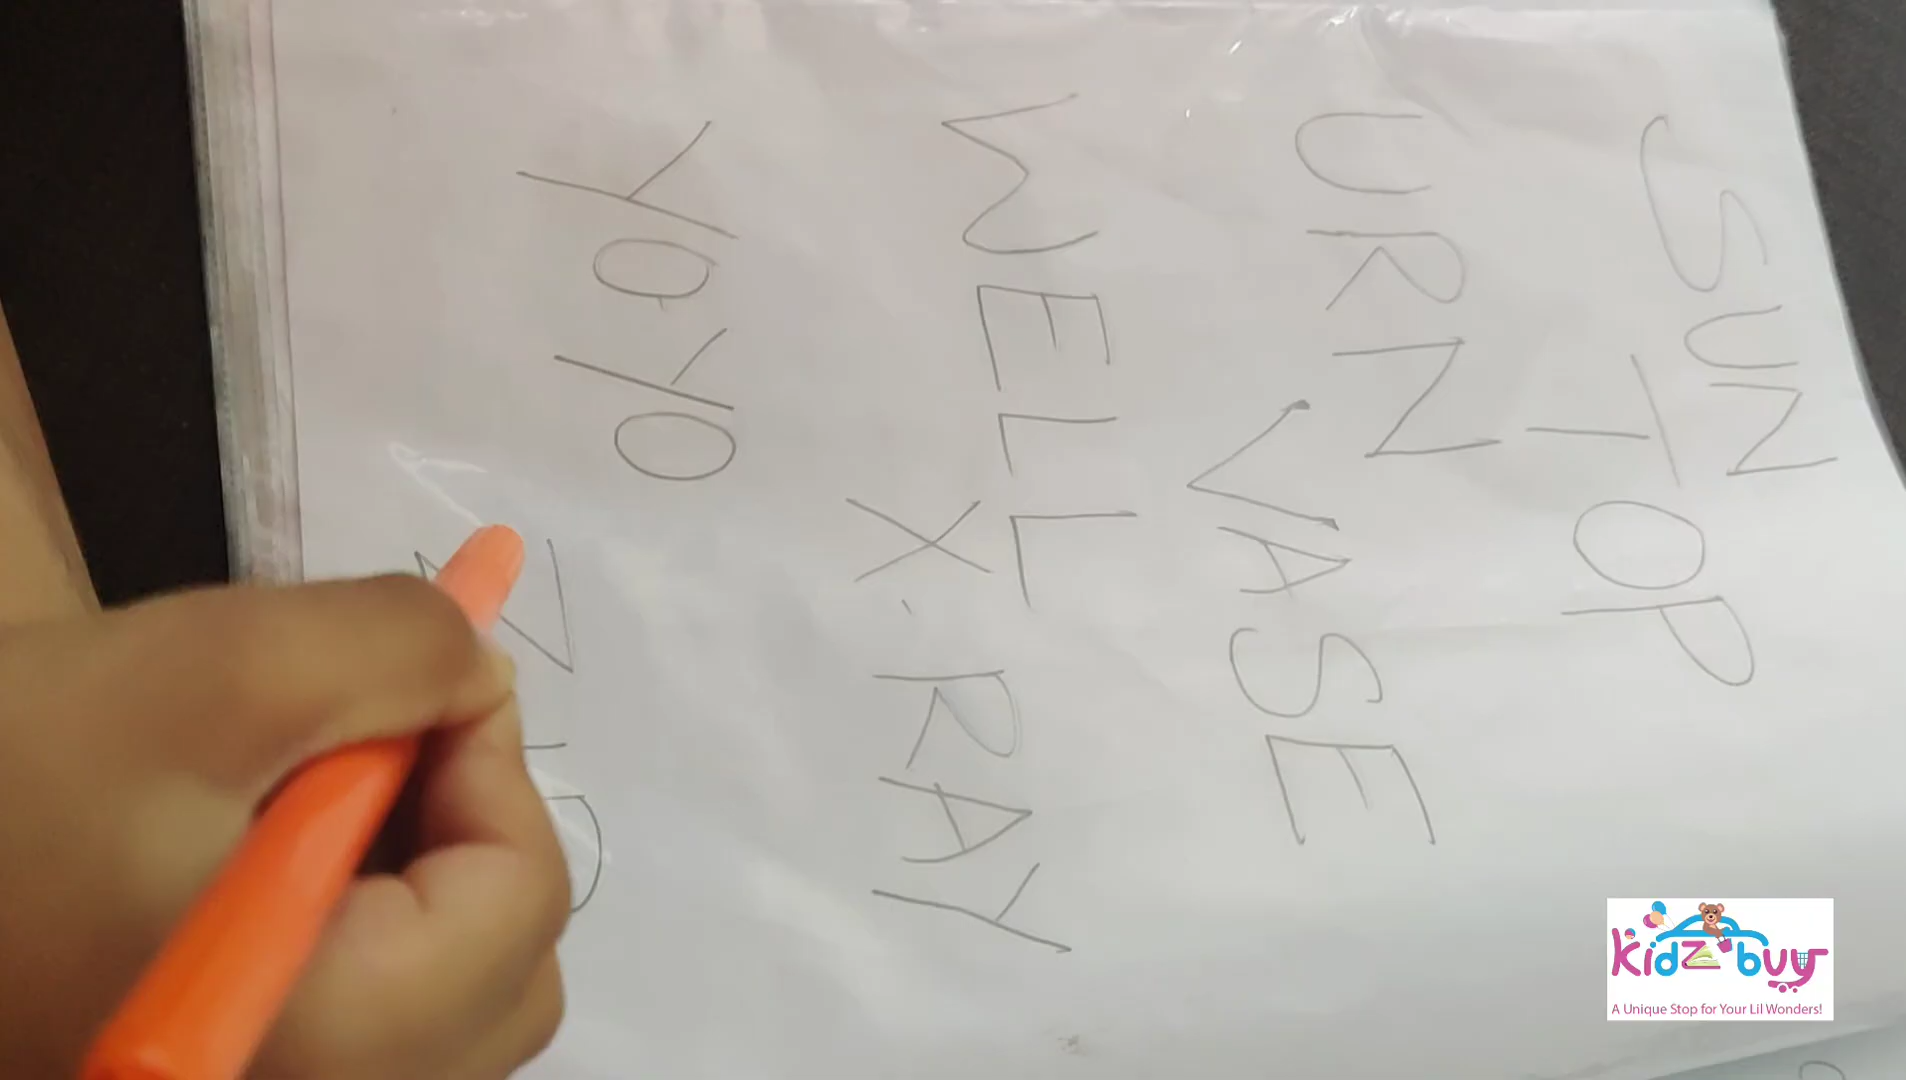 SUN
TOP
URN
VASE
WELL
X-RAY
YOYO
kidz buy
A Unique Stop for Your Lil Wonders!